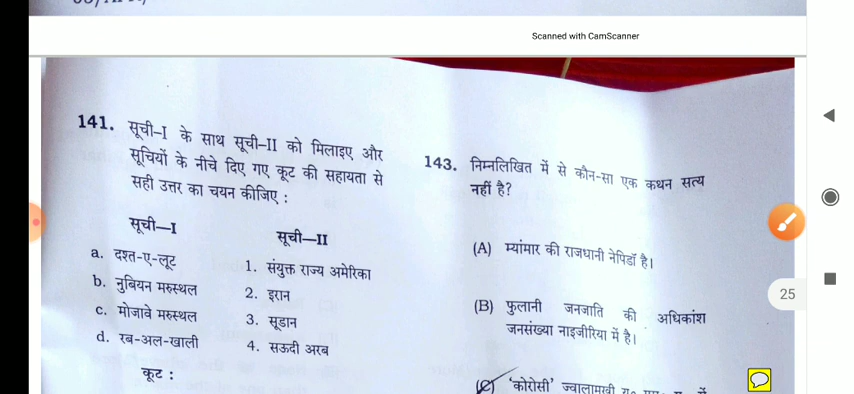 Scanned with CamScanner
141. सूची–I के साथ सूची–II को मिलाइए और
सूचियों के नीचे दिए गए कूट की सहायता से
सही उत्तर का चयन कीजिए :
सूची—I
सूची—II
a. दश्त-ए-लूट
1. संयुक्त राज्य अमेरिका
b. नुबियन मरुस्थल
2. इरान
c. मोजावे मरुस्थल
3. सूडान
d. रब-अल-खाली
4. सऊदी अरब
कूट :
143. निम्नलिखित में से कौन-सा एक कथन सत्य
नहीं है?
(A) म्यांमार की राजधानी नेपिडॉ है।
(B) फुलानी जनजाति की अधिकांश
जनसंख्या नाइजीरिया में है।
(C) 'कोरोसी' ज्वालामुखी
25